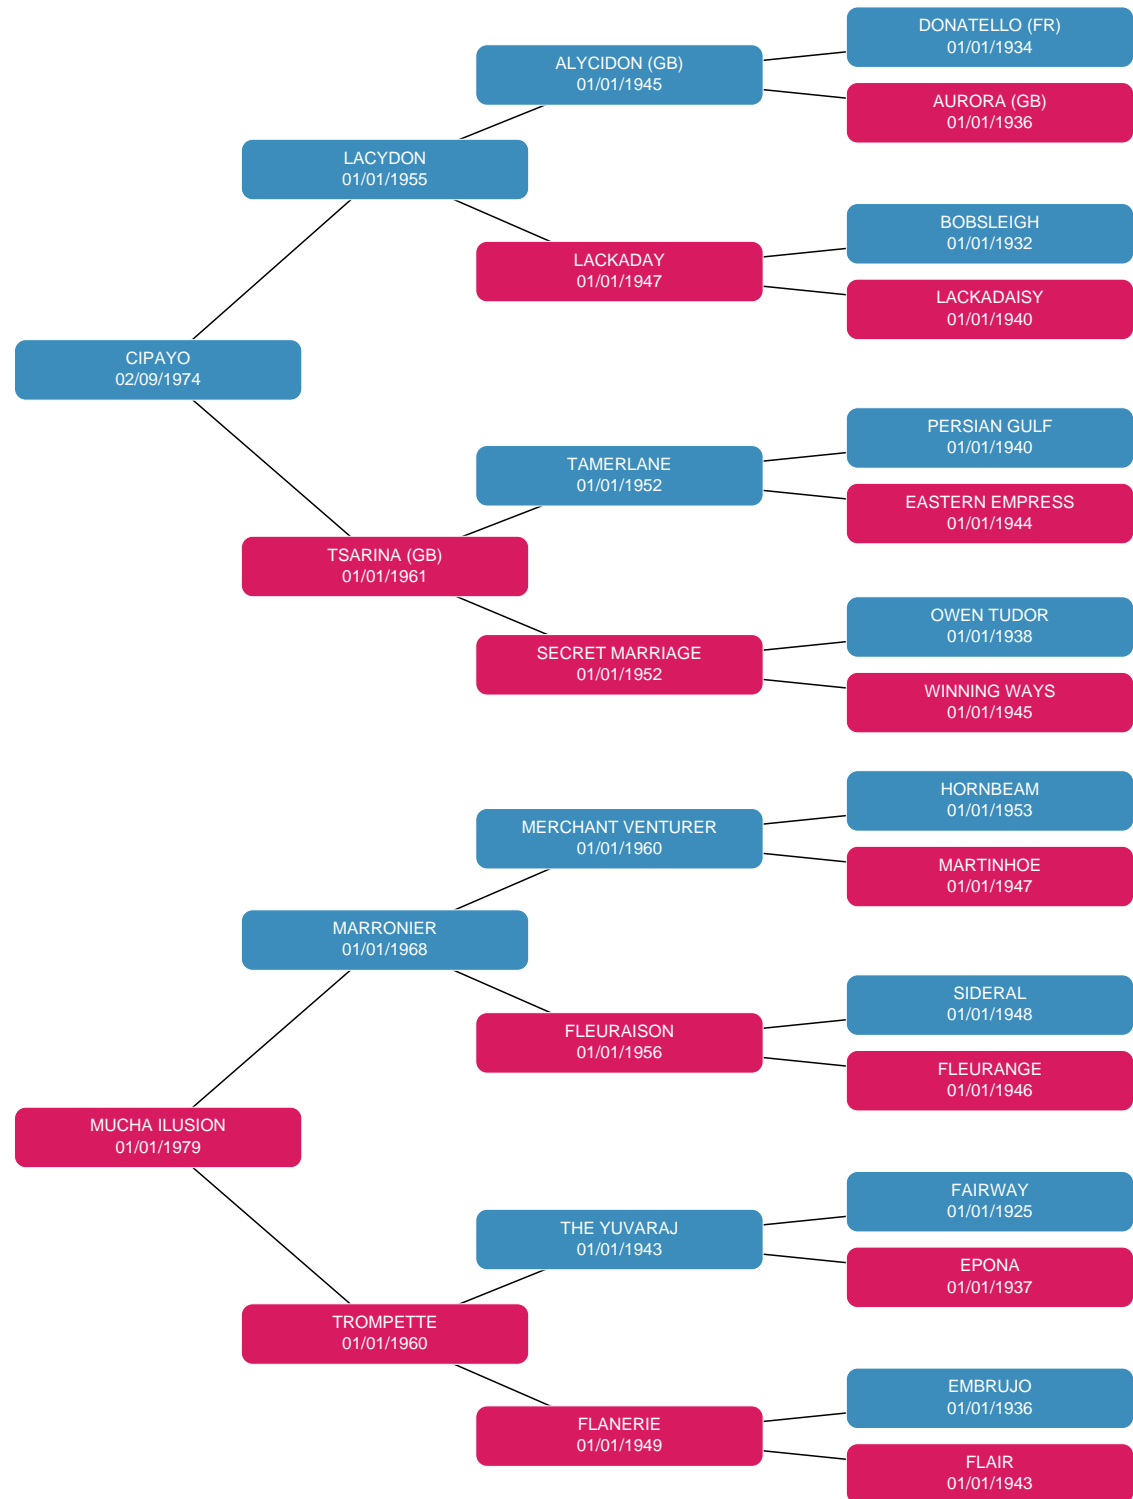 DONATELLO (FR)
01/01/1934
ALYCIDON (GB)
01/01/1945
AURORA (GB)
01/01/1936
LACYDON
01/01/1955
BOBSLEIGH
01/01/1932
LACKADAY
01/01/1947
LACKADAISY
01/01/1940
CIPAYO
02/09/1974
PERSIAN GULF
01/01/1940
TAMERLANE
01/01/1952
EASTERN EMPRESS
01/01/1944
TSARINA (GB)
01/01/1961
OWEN TUDOR
01/01/1938
SECRET MARRIAGE
01/01/1952
WINNING WAYS
01/01/1945
HORNBEAM
01/01/1953
MERCHANT VENTURER
01/01/1960
MARTINHOE
01/01/1947
MARRONIER
01/01/1968
SIDERAL
01/01/1948
FLEURAISON
01/01/1956
FLEURANGE
01/01/1946
MUCHA ILUSION
01/01/1979
FAIRWAY
01/01/1925
THE YUVARAJ
01/01/1943
EPONA
01/01/1937
TROMPETTE
01/01/1960
EMBRUJO
01/01/1936
FLANERIE
01/01/1949
FLAIR
01/01/1943